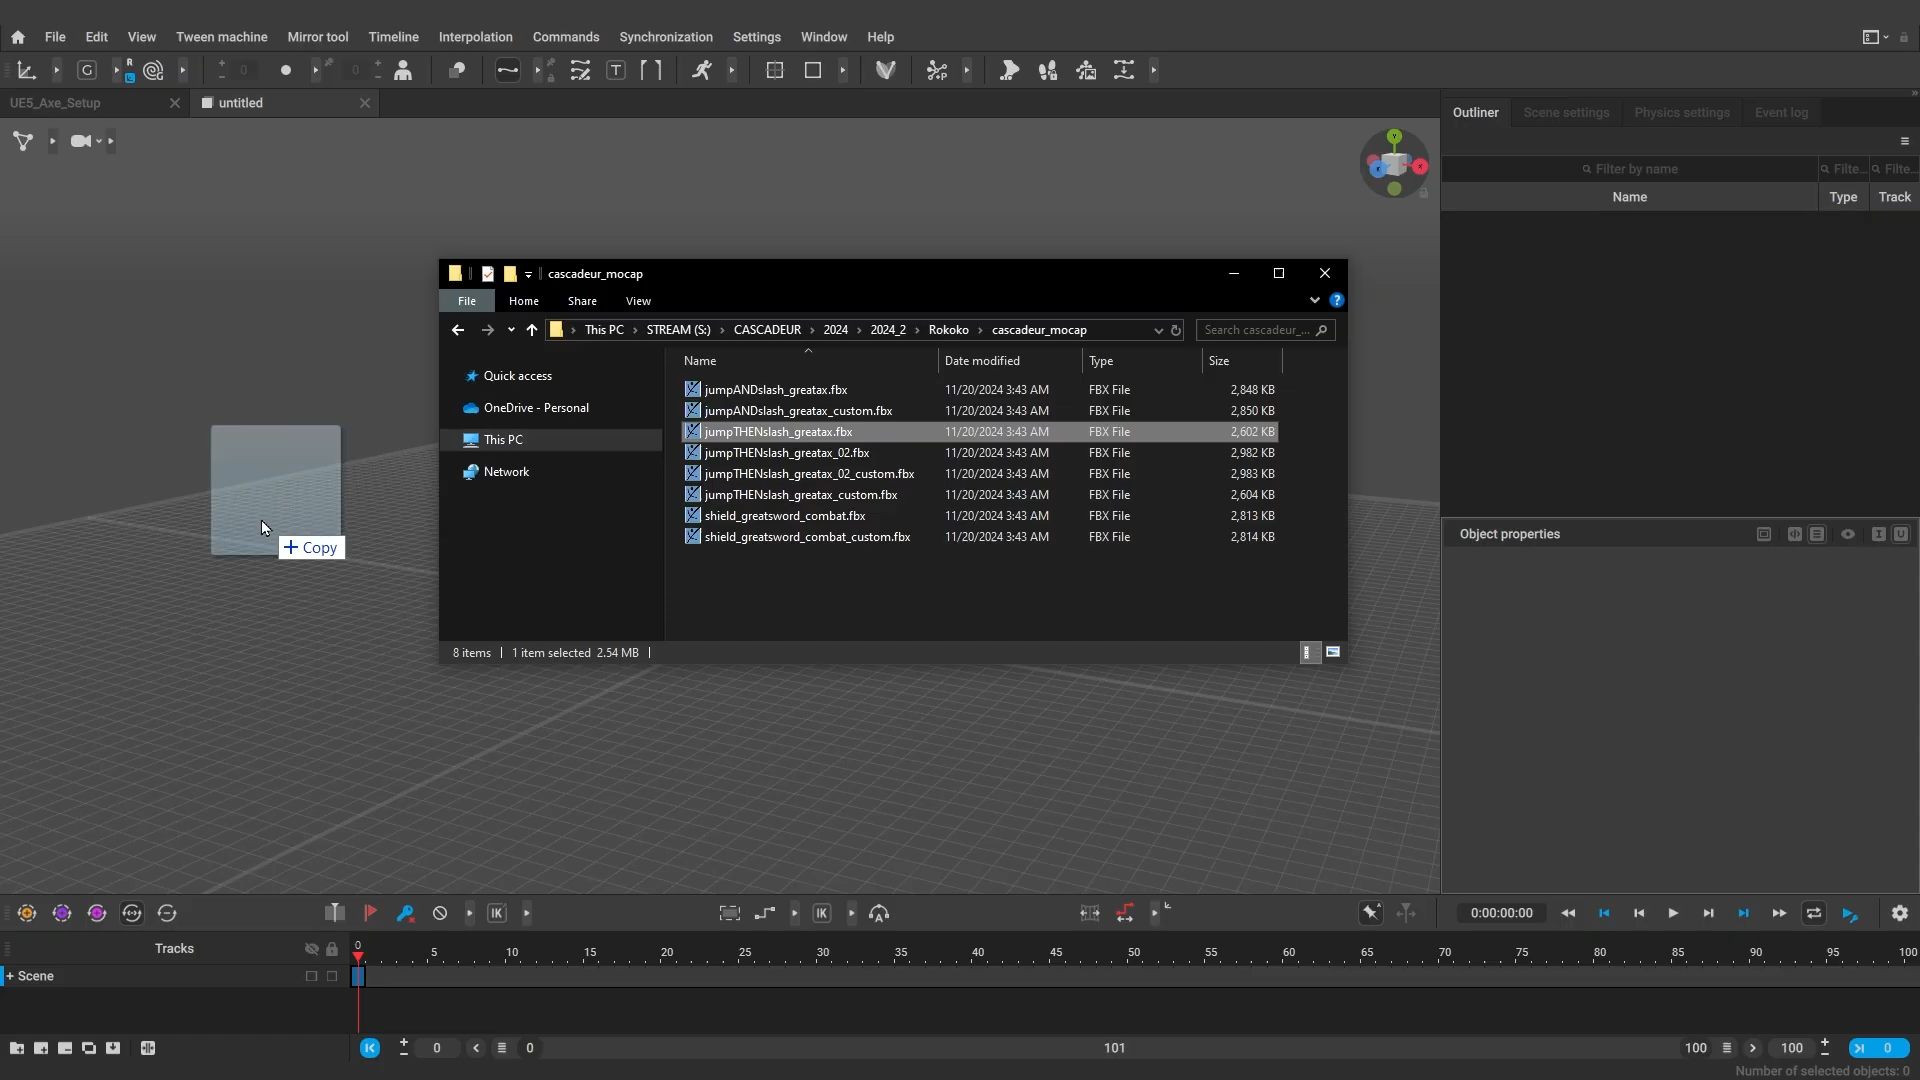 File Edit View Tween machine Mirror tool Timeline Interpolation Commands Synchronization Settings Window Help
G R L 0 0 T P
UE5_Axe_Setup untitled
Outliner Scene settings Physics settings Event log
Filter by name Filte... Filte...
Name Type Track
Y X Z
cascadeur_mocap
File Home Share View
This PC STREAM (S:) CASCADEUR 2024 2024_2 Rokoko cascadeur_mocap Search cascadeur_...
Name Date modified Type Size
Quick access
OneDrive - Personal
This PC
Network
jumpANDslash_greatax.fbx 11/20/2024 3:43 AM FBX File 2,848 KB
jumpANDslash_greatax_custom.fbx 11/20/2024 3:43 AM FBX File 2,850 KB
jumpTHENslash_greatax.fbx 11/20/2024 3:43 AM FBX File 2,602 KB
jumpTHENslash_greatax_02.fbx 11/20/2024 3:43 AM FBX File 2,982 KB
jumpTHENslash_greatax_02_custom.fbx 11/20/2024 3:43 AM FBX File 2,983 KB
jumpTHENslash_greatax_custom.fbx 11/20/2024 3:43 AM FBX File 2,604 KB
shield_greatsword_combat.fbx 11/20/2024 3:43 AM FBX File 2,813 KB
shield_greatsword_combat_custom.fbx 11/20/2024 3:43 AM FBX File 2,814 KB
+ Copy
8 items 1 item selected 2.54 MB
Object properties
IK IK A 0:00:00:00
Tracks 0 5 10 15 20 25 30 35 40 45 50 55 60 65 70 75 80 85 90 95 100
+ Scene
0 0 101 100 100 0
Number of selected objects: 0